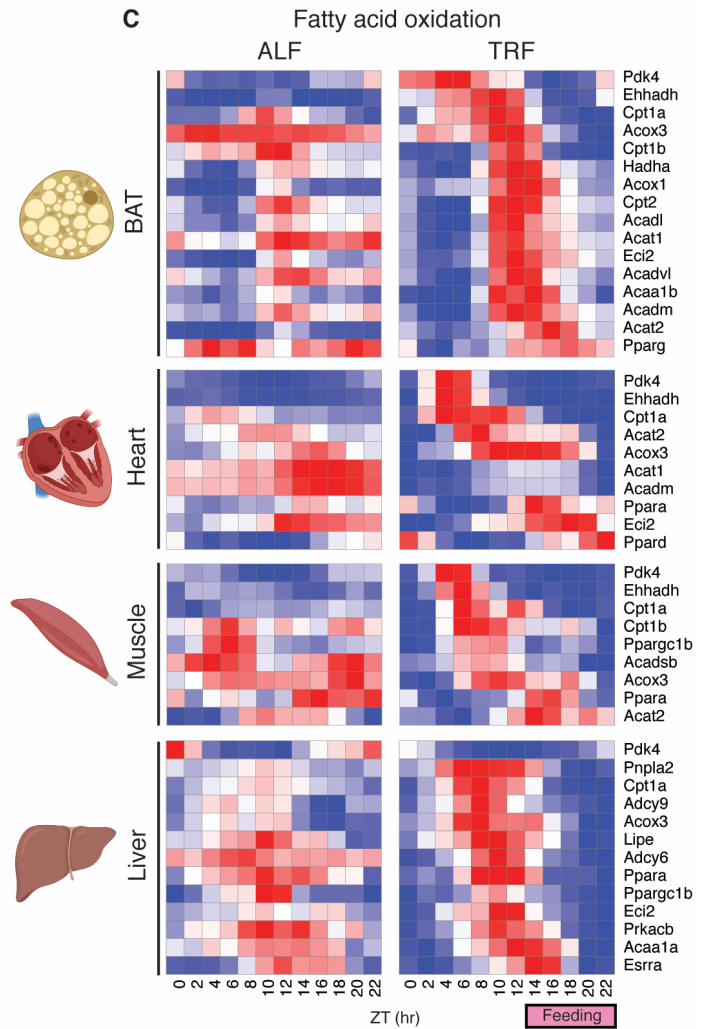 C
Fatty acid oxidation
ALF
TRF
BAT
Pdk4
Ehhadh
Cpt1a
Acox3
Cpt1b
Hadha
Acox1
Cpt2
Acadl
Acat1
Eci2
Acadvl
Acaa1b
Acadm
Acat2
Pparg
Heart
Pdk4
Ehhadh
Cpt1a
Acat2
Acox3
Acat1
Acadm
Ppara
Eci2
Ppard
Muscle
Pdk4
Ehhadh
Cpt1a
Cpt1b
Ppargc1b
Acadsb
Acox3
Ppara
Acat2
Liver
Pdk4
Pnpla2
Cpt1a
Adcy9
Acox3
Lipe
Adcy6
Ppara
Ppargc1b
Eci2
Prkacb
Acaa1a
Esrra
0 2 4 6 8 10 12 14 16 18 20 22
0 2 4 6 8 10 12 14 16 18 20 22
ZT (hr)
Feeding